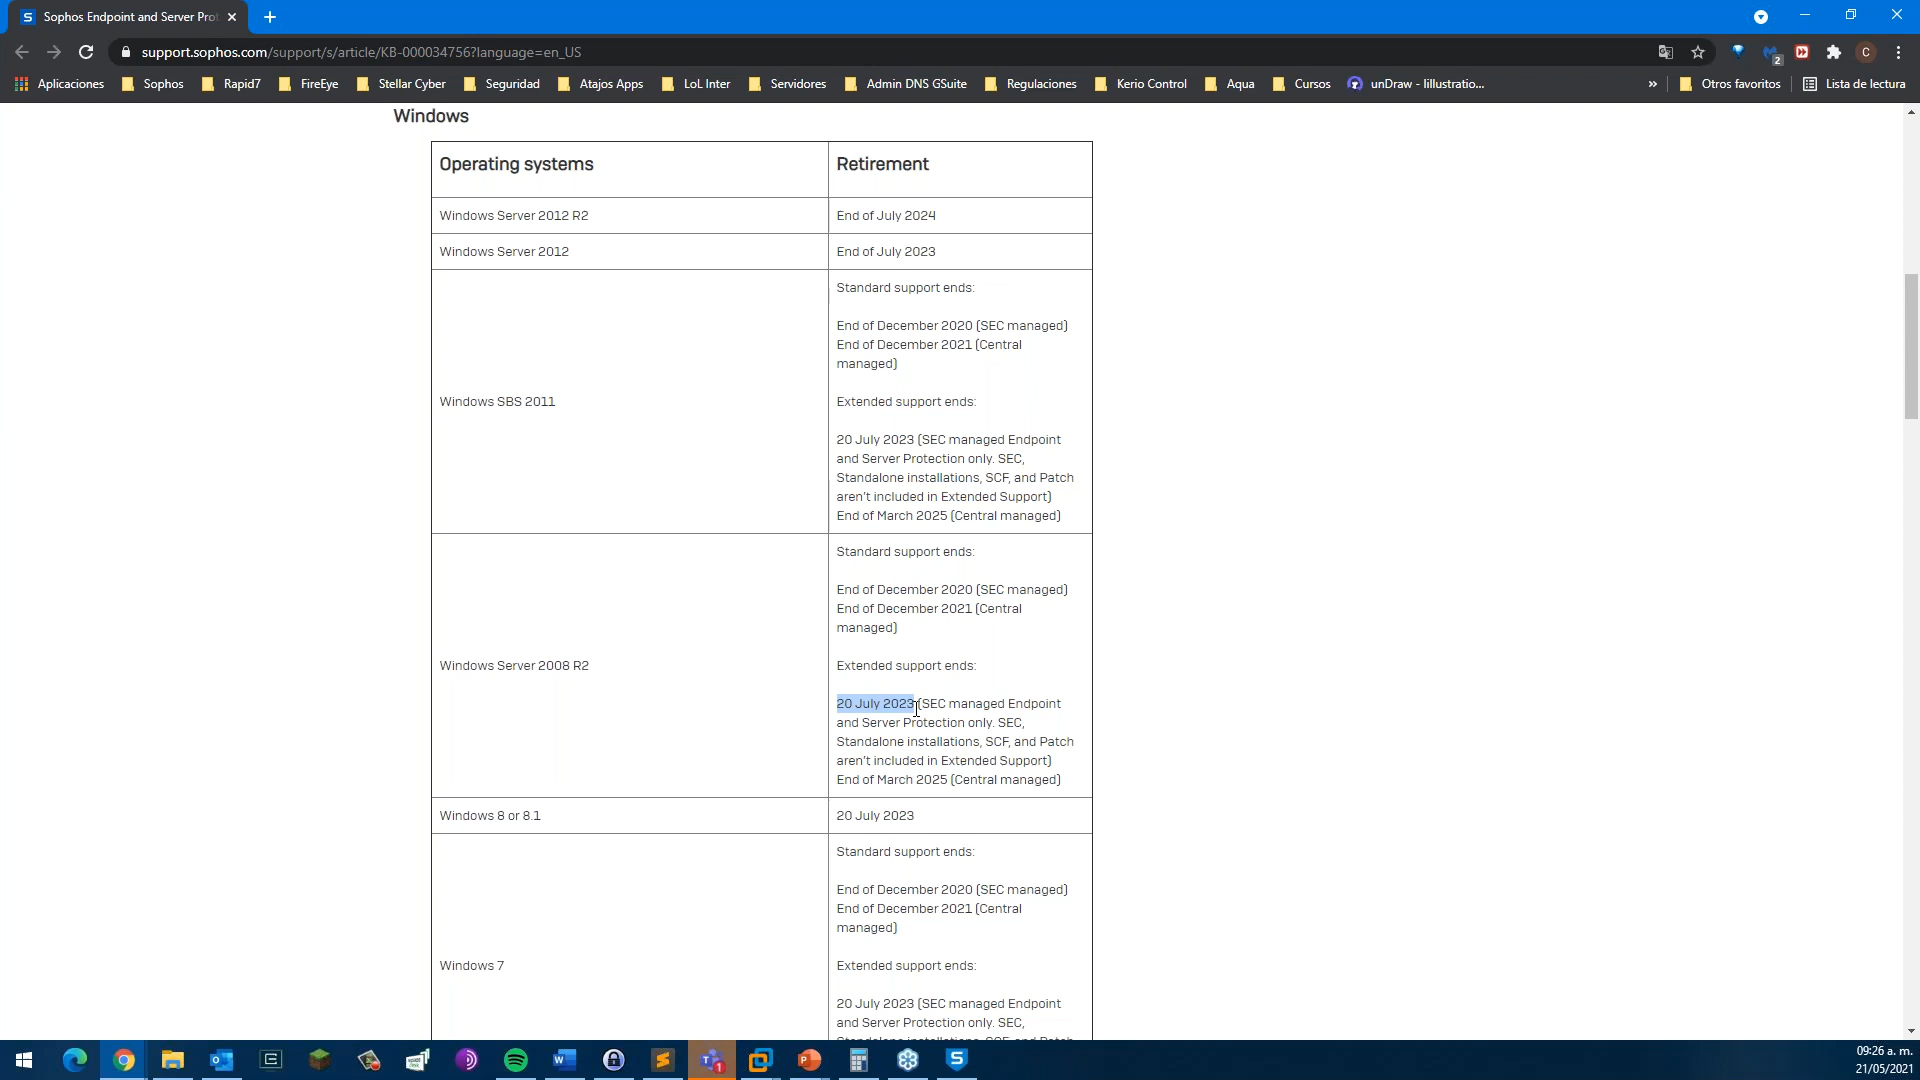 Sophos Endpoint and Server Pro
support.sophos.com/support/s/article/KB-000034756?language=en_US
2
C
Aplicaciones
Sophos
Rapid7
FireEye
Stellar Cyber
Seguridad
Atajos Apps
LoL Inter
Servidores
Admin DNS GSuite
Regulaciones
Kerio Control
Aqua
Cursos
unDraw - Iillustratio...
»
Otros favoritos
Lista de lectura
Windows
Operating systems
Retirement
Windows Server 2012 R2
End of July 2024
Windows Server 2012
End of July 2023
Windows SBS 2011
Standard support ends:
End of December 2020 (SEC managed)
End of December 2021 (Central
managed)
Extended support ends:
20 July 2023 (SEC managed Endpoint
and Server Protection only. SEC,
Standalone installations, SCF, and Patch
aren't included in Extended Support)
End of March 2025 (Central managed)
Windows Server 2008 R2
Standard support ends:
End of December 2020 (SEC managed)
End of December 2021 (Central
managed)
Extended support ends:
20 July 2023 (SEC managed Endpoint
and Server Protection only. SEC,
Standalone installations, SCF, and Patch
aren't included in Extended Support)
End of March 2025 (Central managed)
Windows 8 or 8.1
20 July 2023
Windows 7
Standard support ends:
End of December 2020 (SEC managed)
End of December 2021 (Central
managed)
Extended support ends:
20 July 2023 (SEC managed Endpoint
and Server Protection only. SEC,
09:26 a. m.
21/05/2021